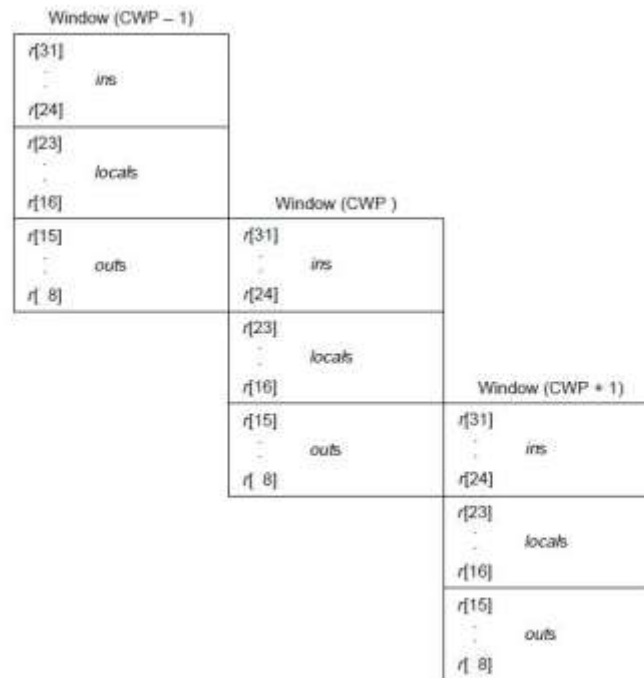 Window (CWP – 1)
r[31]
ins
r[24]
r[23]
locals
r[16]
r[15]
outs
r[ 8]
Window (CWP )
r[31]
ins
r[24]
r[23]
locals
r[16]
r[15]
outs
r[ 8]
Window (CWP + 1)
r[31]
ins
r[24]
r[23]
locals
r[16]
r[15]
outs
r[ 8]